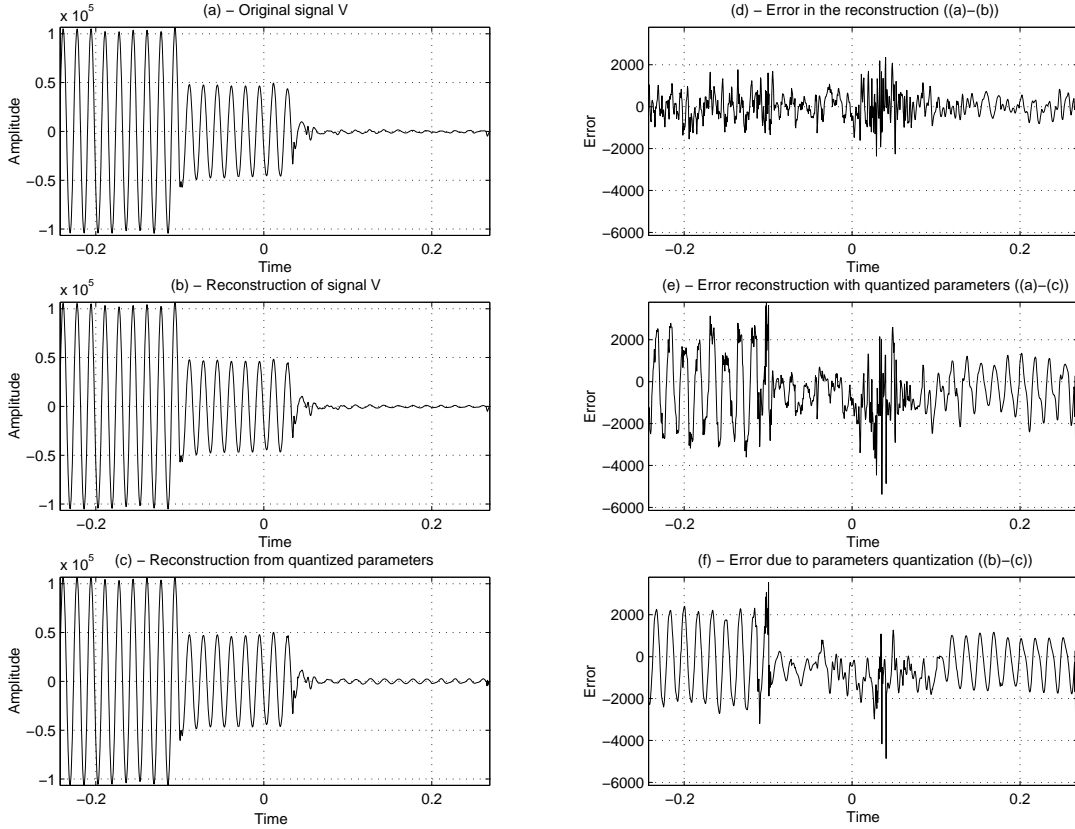 (a) − Original signal V
x 10^5
1
0.5
0
−0.5
−1
−0.2
0
0.2
Amplitude
Time
(b) − Reconstruction of signal V
x 10^5
1
0.5
0
−0.5
−1
−0.2
0
0.2
Amplitude
Time
(c) − Reconstruction from quantized parameters
x 10^5
1
0.5
0
−0.5
−1
−0.2
0
0.2
Amplitude
Time
(d) − Error in the reconstruction ((a)−(b))
2000
0
−2000
−4000
−6000
−0.2
0
0.2
Error
Time
(e) − Error reconstruction with quantized parameters ((a)−(c))
2000
0
−2000
−4000
−6000
−0.2
0
0.2
Error
Time
(f) − Error due to parameters quantization ((b)−(c))
2000
0
−2000
−4000
−6000
−0.2
0
0.2
Error
Time